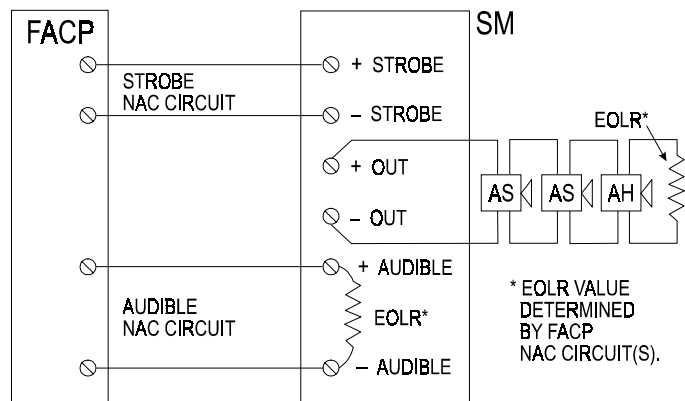 FACP
SM
STROBE
NAC CIRCUIT
+ STROBE
– STROBE
+ OUT
– OUT
EOLR*
AS
AS
AH
AUDIBLE
NAC CIRCUIT
+ AUDIBLE
EOLR*
– AUDIBLE
* EOLR VALUE
DETERMINED
BY FACP
NAC CIRCUIT(S).